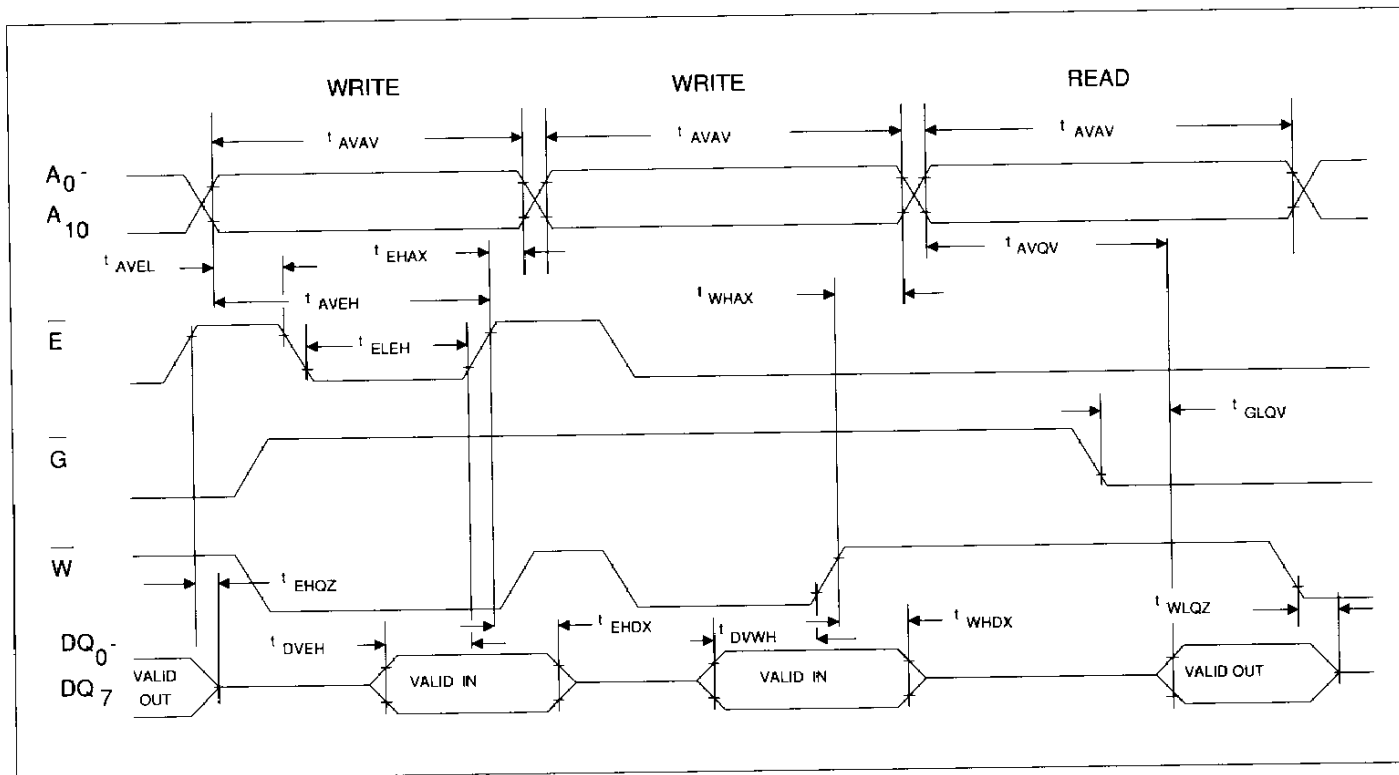 WRITE WRITE READ
t AVAV t AVAV t AVAV
A0-
A10
t EHAX t AVQV
t AVEL
t AVEH t WHAX
E
t ELEH
t GLQV
G
W
t EHQZ
t EHDX t WHDX t WLQZ
t DVEH t DVWH
DQ0-
DQ7
VALID OUT VALID IN VALID IN VALID OUT